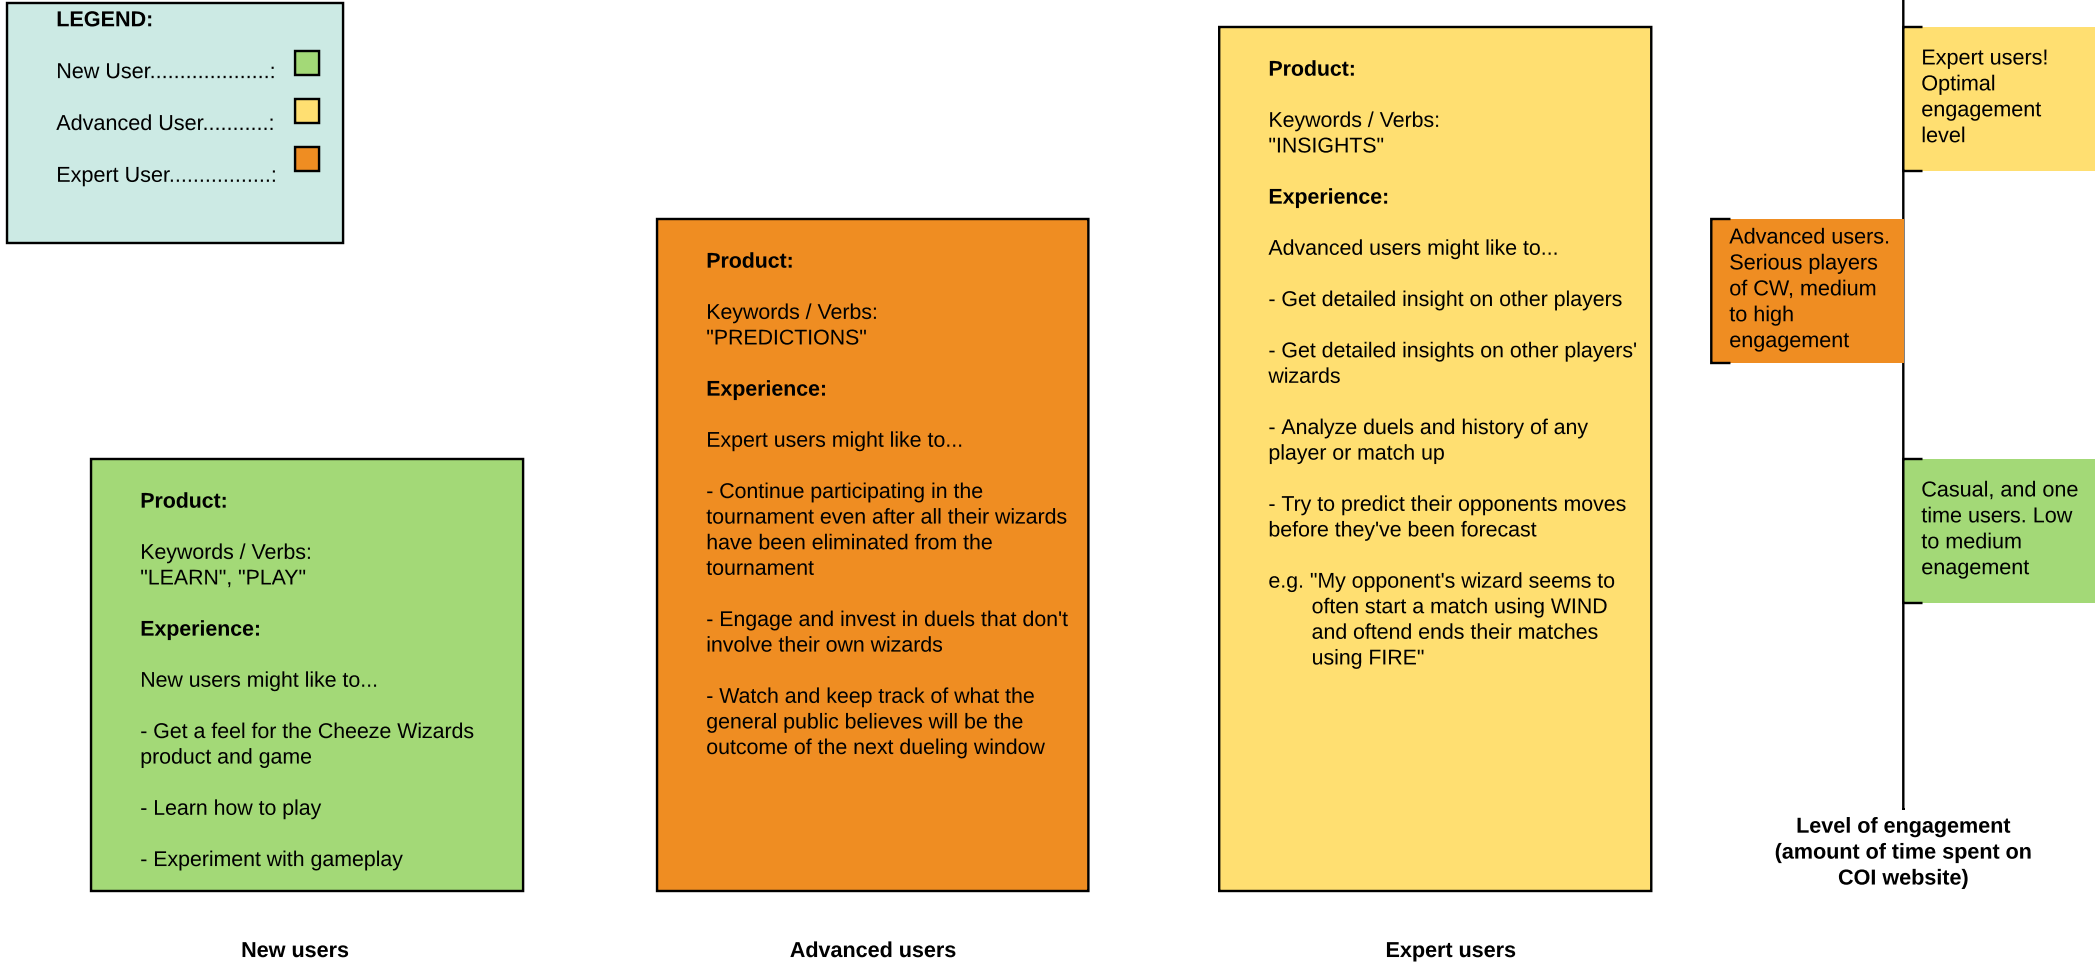 LEGEND:
New User....................:
Advanced User...........:
Expert User.................:
Product:
Keywords / Verbs:
"LEARN", "PLAY"
Experience:
New users might like to...
- Get a feel for the Cheeze Wizards
product and game
- Learn how to play
- Experiment with gameplay
New users
Product:
Keywords / Verbs:
"PREDICTIONS"
Experience:
Expert users might like to...
- Continue participating in the
tournament even after all their wizards
have been eliminated from the
tournament
- Engage and invest in duels that don't
involve their own wizards
- Watch and keep track of what the
general public believes will be the
outcome of the next dueling window
Advanced users
Product:
Keywords / Verbs:
"INSIGHTS"
Experience:
Advanced users might like to...
- Get detailed insight on other players
- Get detailed insights on other players'
wizards
- Analyze duels and history of any
player or match up
- Try to predict their opponents moves
before they've been forecast
e.g. "My opponent's wizard seems to
often start a match using WIND
and oftend ends their matches
using FIRE"
Expert users
Expert users!
Optimal
engagement
level
Advanced users.
Serious players
of CW, medium
to high
engagement
Casual, and one
time users. Low
to medium
enagement
Level of engagement
(amount of time spent on
COI website)